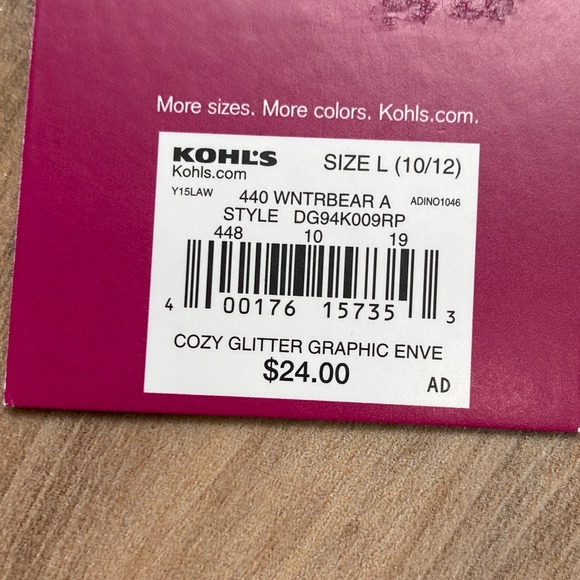 More sizes. More colors. Kohls.com.
KOHL'S SIZE L (10/12)
Kohls.com
Y15LAW 440 WNTRBEAR A ADINO1046
STYLE DG94K009RP
448 10 19
4 00176 15735 3
COZY GLITTER GRAPHIC ENVE
$24.00
AD